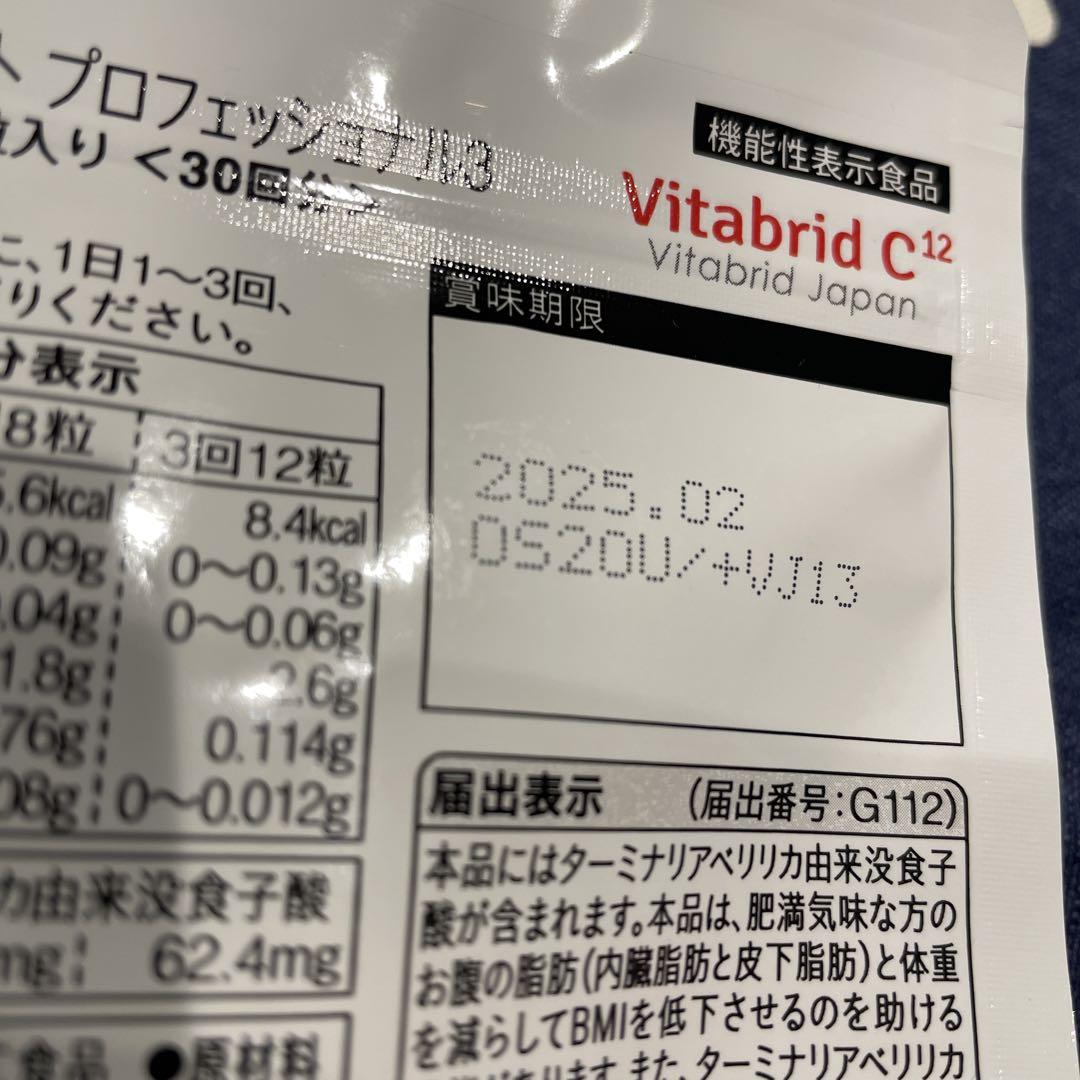 プロフェッショナル3
粒入り<30回分>
機能性表示食品
Vitabrid C12
Vitabrid Japan
に、1日1〜3回、
りください。
賞味期限
2025.02
0S20U/+VJ13
分表示
8粒 3回12粒
.6kcal 8.4kcal
0.09g 0〜0.13g
.04g 0〜0.06g
1.8g 2.6g
76g 0.114g
08g 0〜0.012g
カ由来没食子酸
mg 62.4mg
食品 ●原材料
届出表示 (届出番号:G112)
本品にはターミナリアベリリカ由来没食子
酸が含まれます。本品は、肥満気味な方の
お腹の脂肪(内臓脂肪と皮下脂肪)と体重
を減らしてBMIを低下させるのを助ける
があります。また、ターミナリアベリリカ